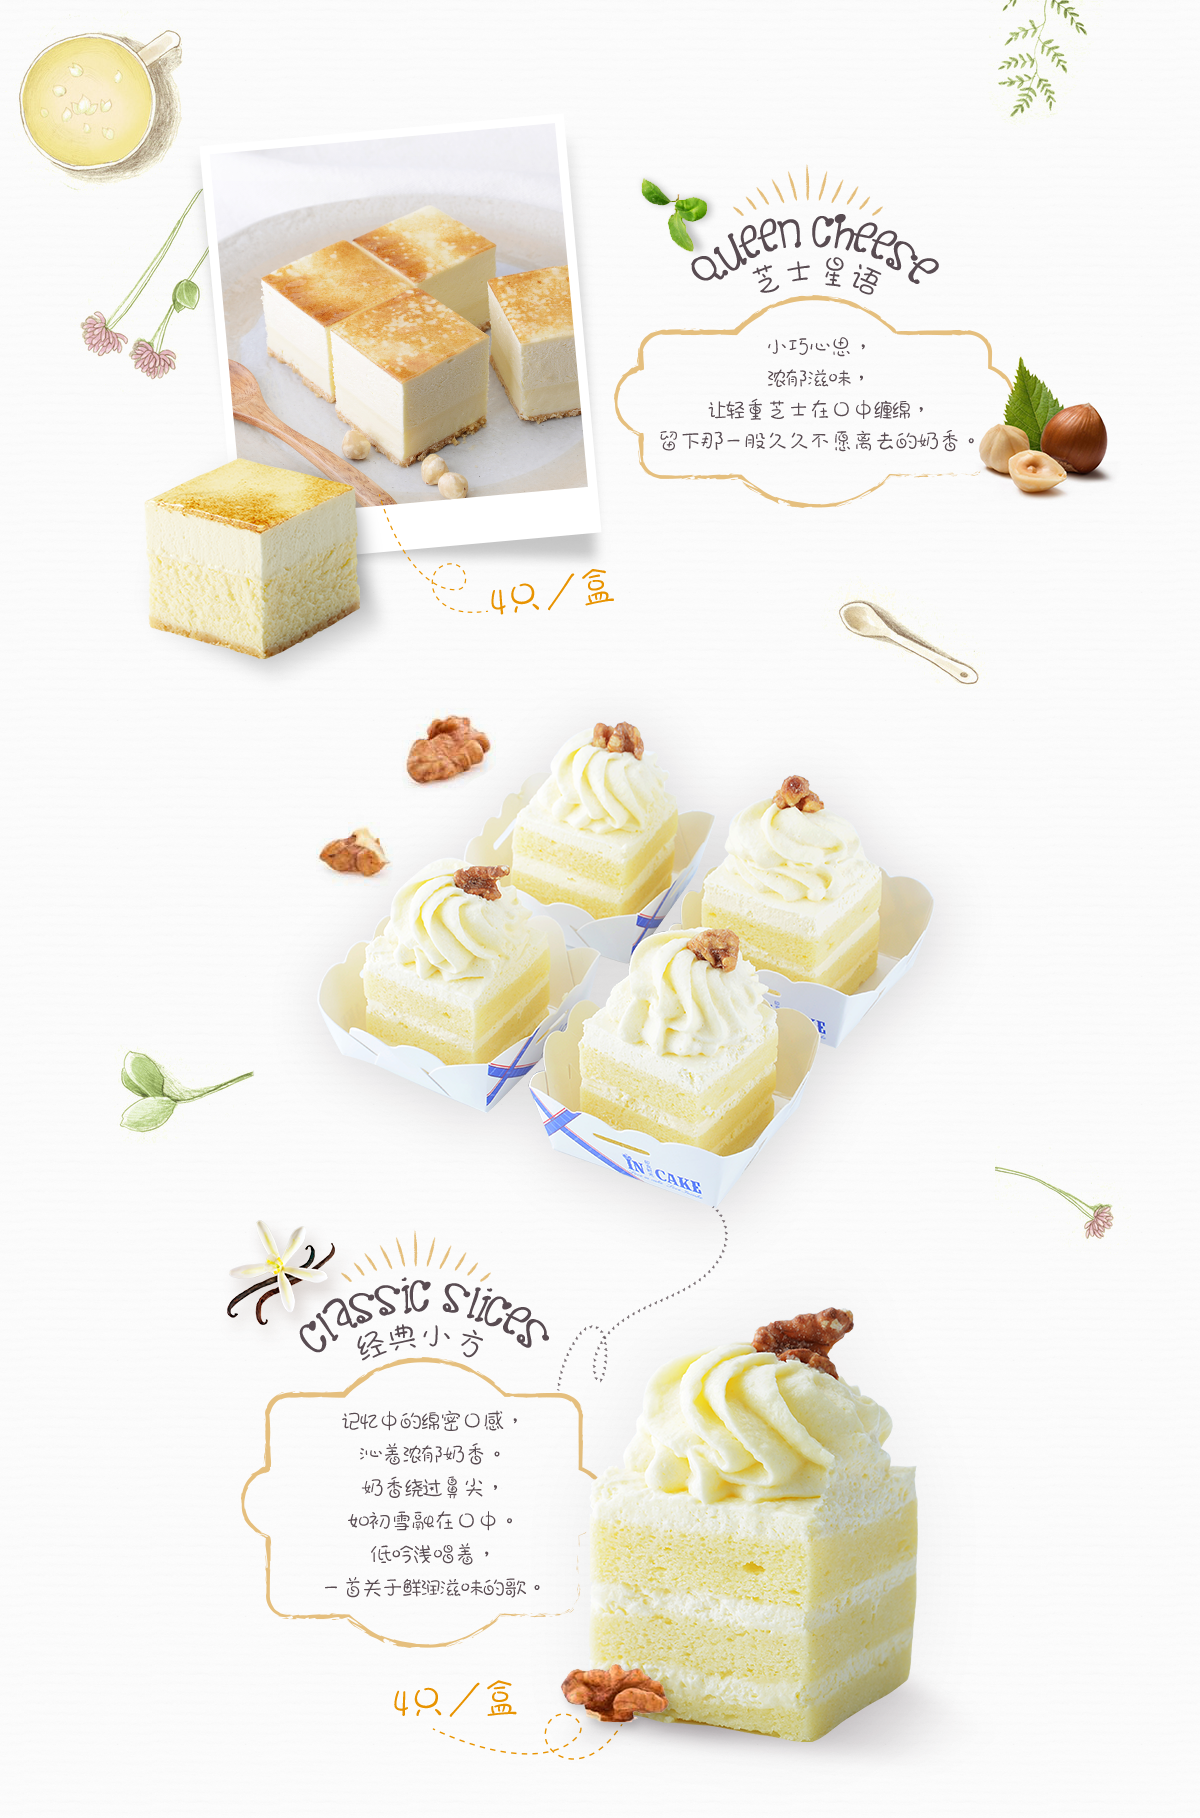 Queen Cheese
芝士星语
小巧心思，
浓郁滋味，
让轻重芝士在口中缠绵，
留下那一股久久不愿离去的奶香。
4只／盒
IN CAKE
Classic Slices
经典小方
记忆中的绵密口感，
沁着浓郁奶香。
奶香绕过鼻尖，
如初雪融在口中。
低吟浅唱着，
一首关于鲜润滋味的歌。
4只／盒